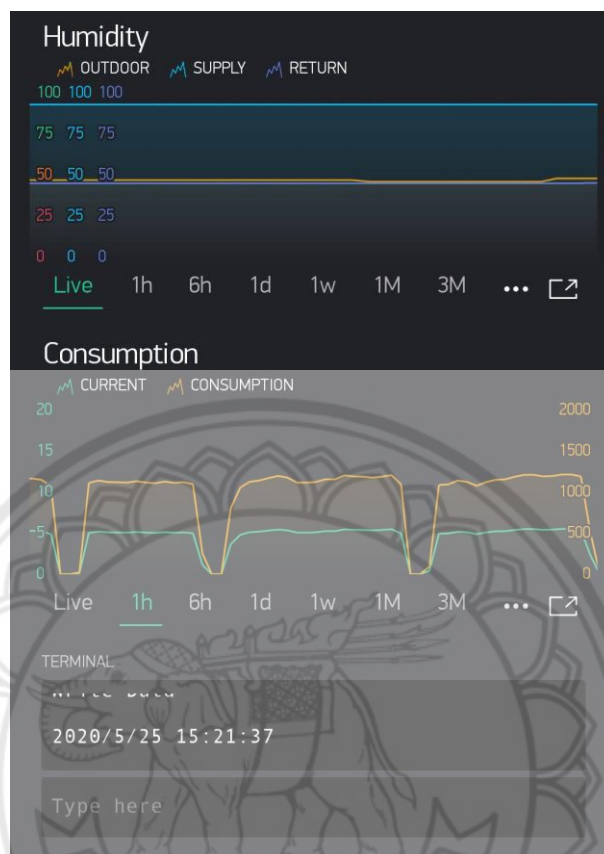 Humidity
OUTDOOR SUPPLY RETURN
100 100 100
75 75 75
50 50 50
25 25 25
0 0 0
Live 1h 6h 1d 1w 1M 3M •••
Consumption
CURRENT CONSUMPTION
20 2000
15 1500
10 1000
5 500
0 0
Live 1h 6h 1d 1w 1M 3M •••
TERMINAL
Write Data
2020/5/25 15:21:37
Type here